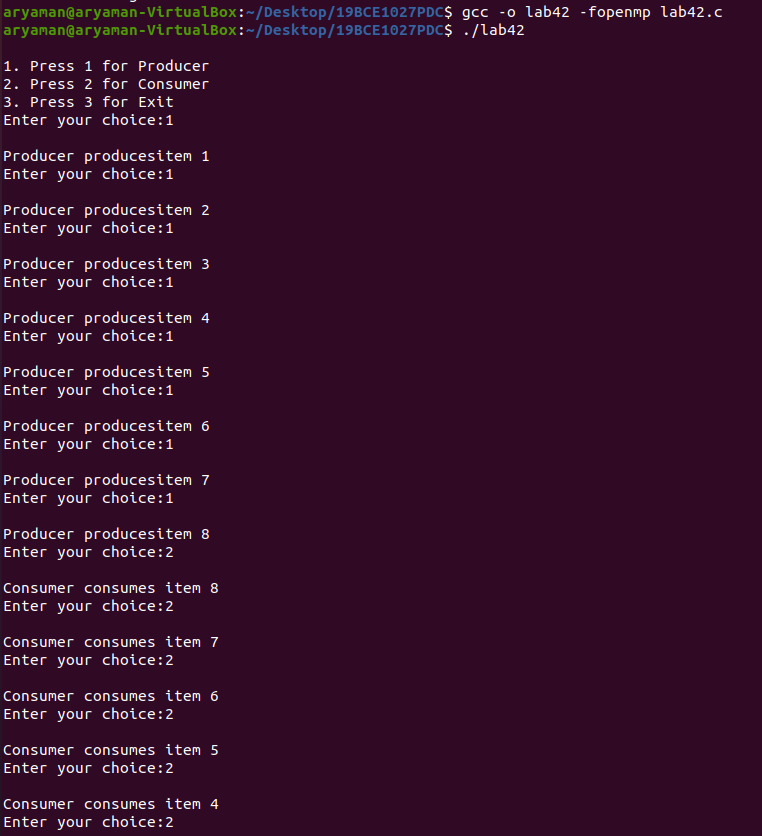 aryaman@aryaman-VirtualBox:~/Desktop/19BCE1027PDC$ gcc -o lab42 -fopenmp lab42.c
aryaman@aryaman-VirtualBox:~/Desktop/19BCE1027PDC$ ./lab42
1. Press 1 for Producer
2. Press 2 for Consumer
3. Press 3 for Exit
Enter your choice:1
Producer producesitem 1
Enter your choice:1
Producer producesitem 2
Enter your choice:1
Producer producesitem 3
Enter your choice:1
Producer producesitem 4
Enter your choice:1
Producer producesitem 5
Enter your choice:1
Producer producesitem 6
Enter your choice:1
Producer producesitem 7
Enter your choice:1
Producer producesitem 8
Enter your choice:2
Consumer consumes item 8
Enter your choice:2
Consumer consumes item 7
Enter your choice:2
Consumer consumes item 6
Enter your choice:2
Consumer consumes item 5
Enter your choice:2
Consumer consumes item 4
Enter your choice:2